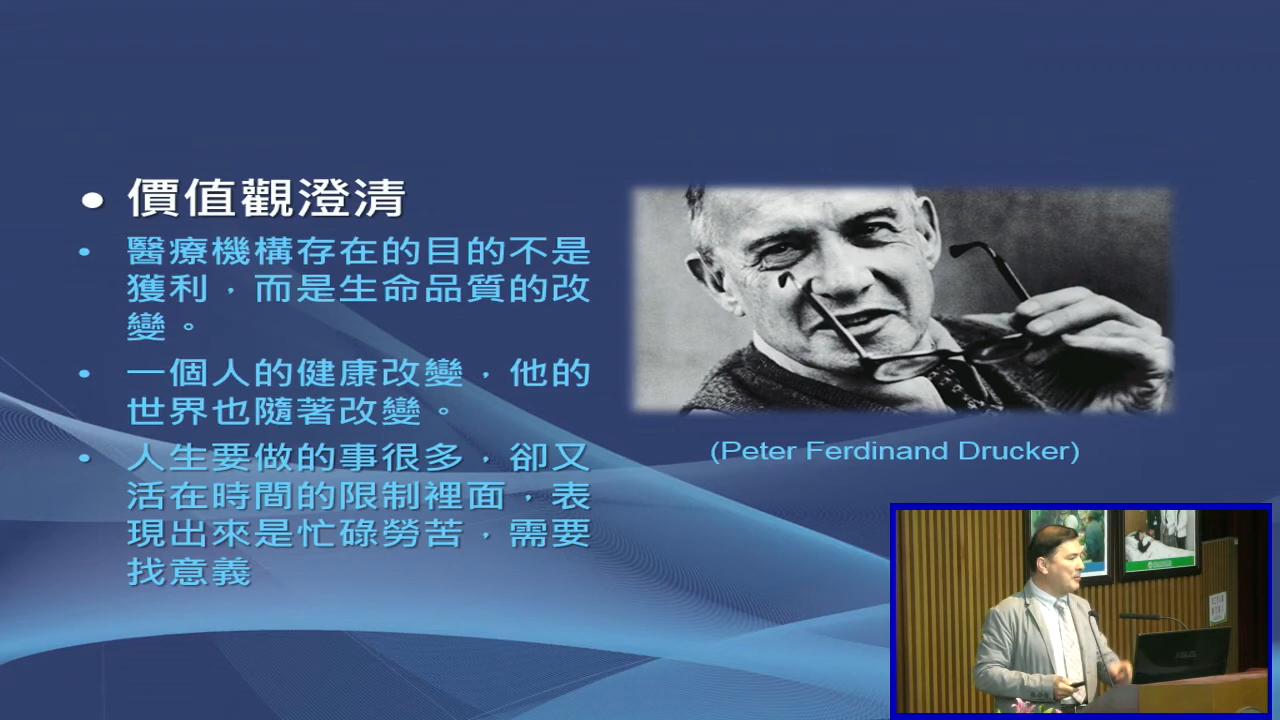 • 價值觀澄清
• 醫療機構存在的目的不是
獲利，而是生命品質的改
變。
• 一個人的健康改變，他的
世界也隨著改變。
• 人生要做的事很多，卻又
活在時間的限制裡面，表
現出來是忙碌勞苦，需要
找意義
(Peter Ferdinand Drucker)
ASUS